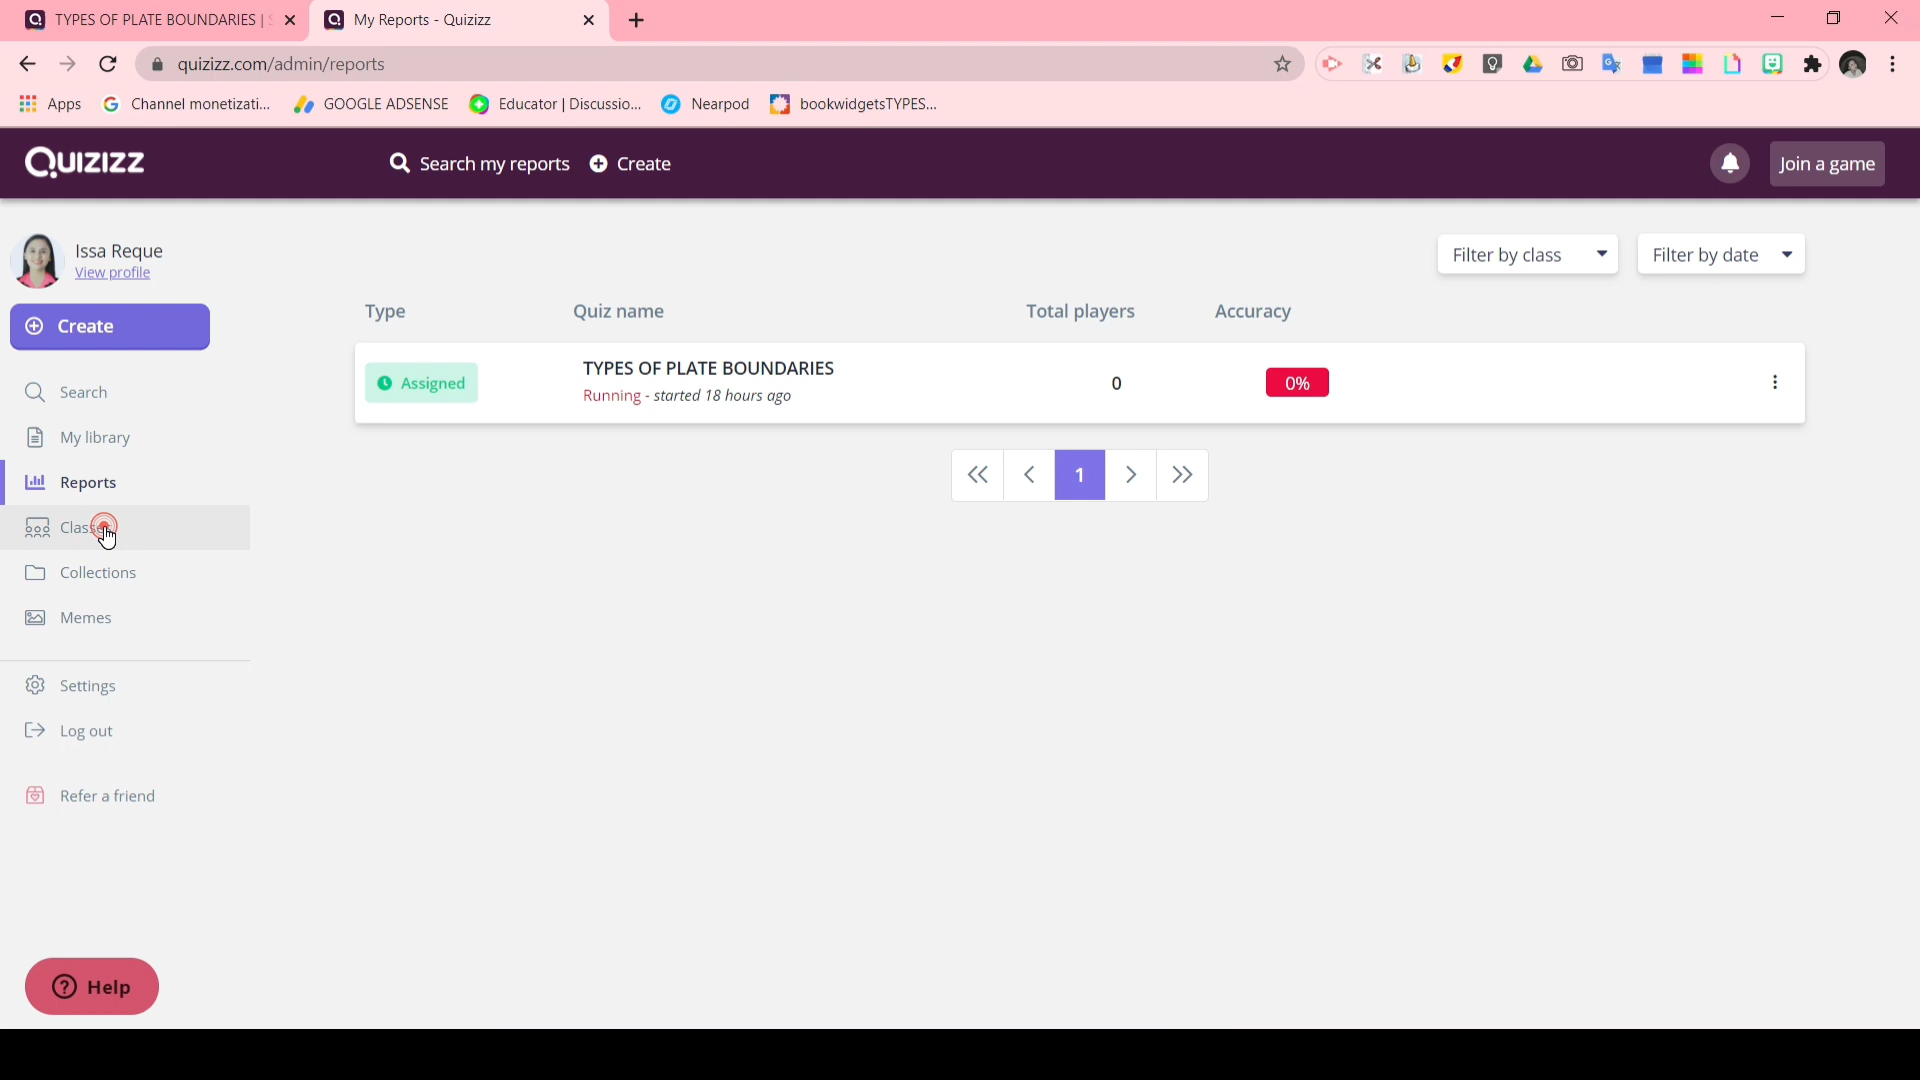 TYPES OF PLATE BOUNDARIES |
My Reports - Quizizz
quizizz.com/admin/reports
Apps
Channel monetizati...
GOOGLE ADSENSE
Educator | Discussio...
Nearpod
bookwidgetsTYPES...
QUIZIZZ
Search my reports
Create
Join a game
Issa Reque
View profile
Filter by class
Filter by date
Create
Type
Quiz name
Total players
Accuracy
Assigned
TYPES OF PLATE BOUNDARIES
Running - started 18 hours ago
0
0%
1
Search
My library
Reports
Collections
Memes
Settings
Log out
Refer a friend
Help